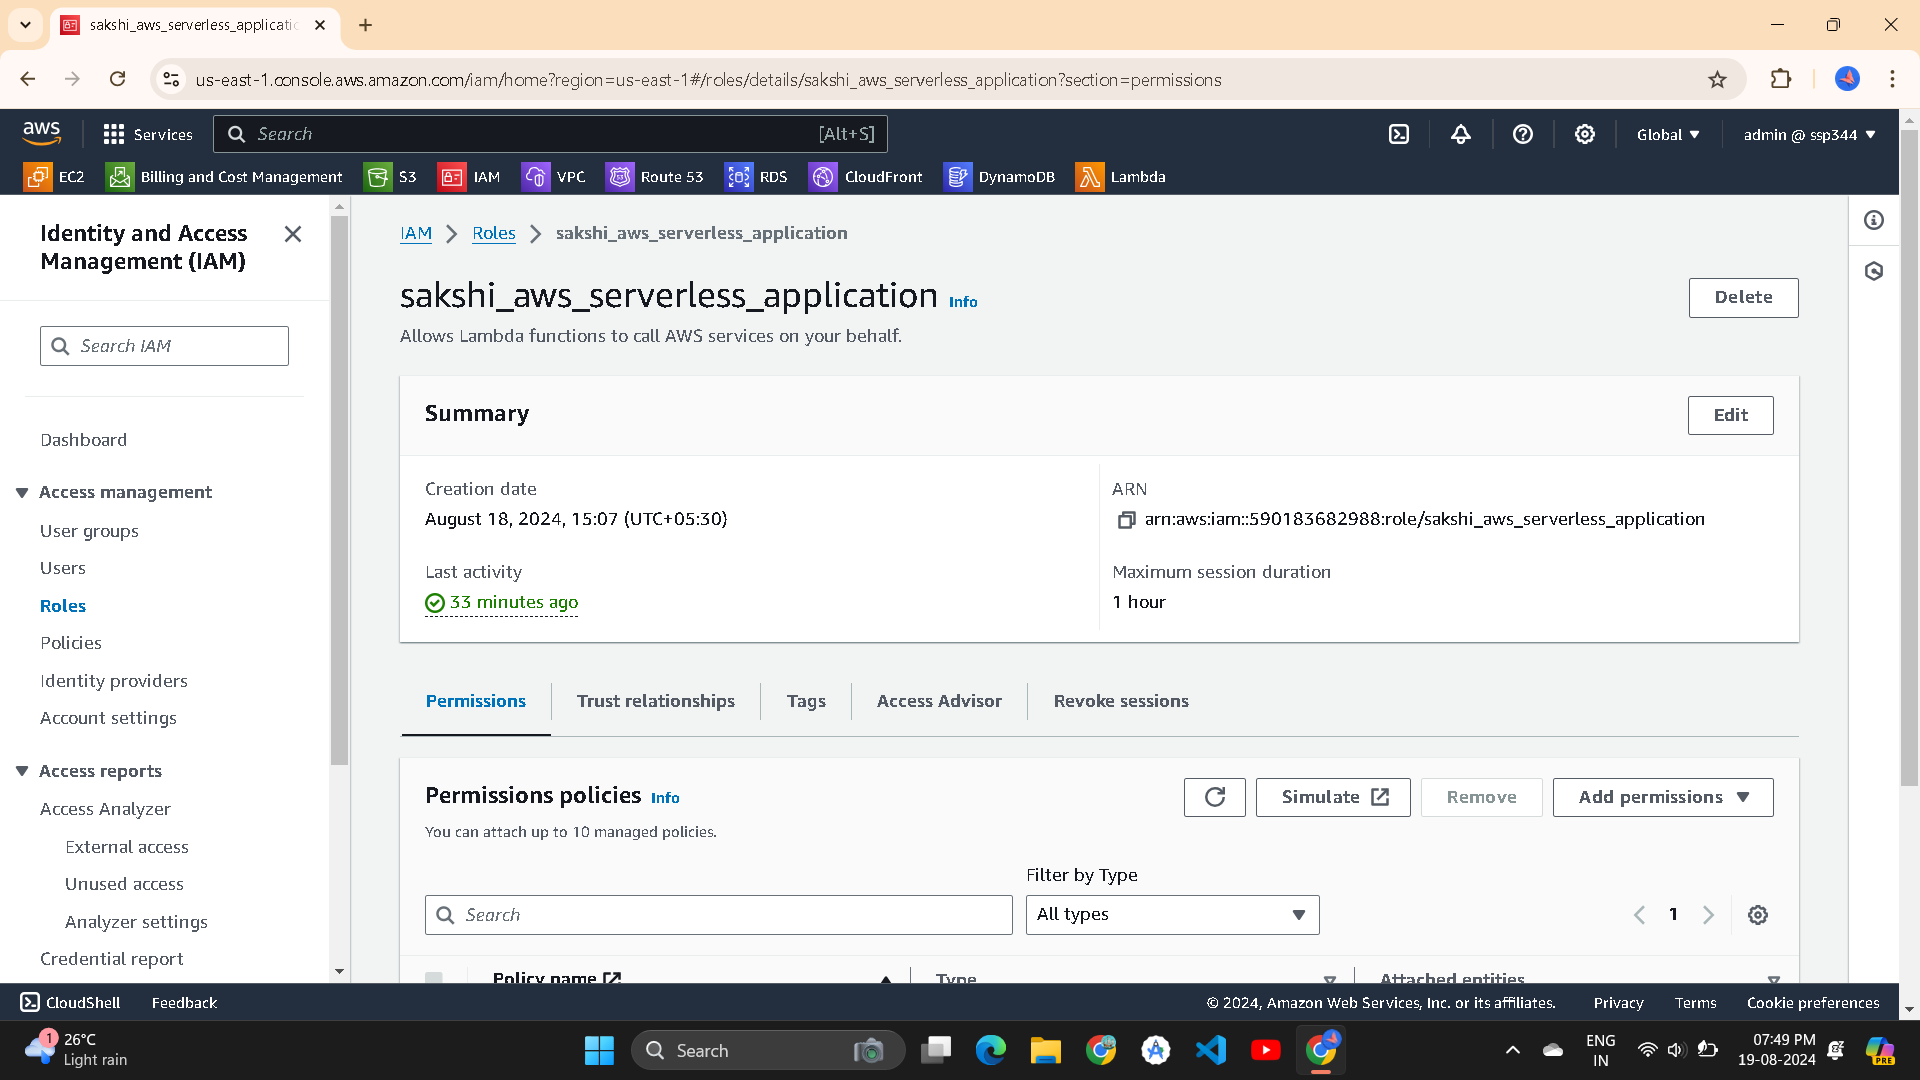 sakshi_aws_serverless_applicatio
us-east-1.console.aws.amazon.com/iam/home?region=us-east-1#/roles/details/sakshi_aws_serverless_application?section=permissions
aws
Services
Search
[Alt+S]
Global
admin @ ssp344
EC2
Billing and Cost Management
S3
IAM
VPC
Route 53
RDS
CloudFront
DynamoDB
Lambda
Identity and Access
Management (IAM)
Search IAM
Dashboard
Access management
User groups
Users
Roles
Policies
Identity providers
Account settings
Access reports
Access Analyzer
External access
Unused access
Analyzer settings
Credential report
IAM
Roles
sakshi_aws_serverless_application
sakshi_aws_serverless_application Info
Delete
Allows Lambda functions to call AWS services on your behalf.
Summary
Edit
Creation date
August 18, 2024, 15:07 (UTC+05:30)
ARN
arn:aws:iam::590183682988:role/sakshi_aws_serverless_application
Last activity
33 minutes ago
Maximum session duration
1 hour
Permissions
Trust relationships
Tags
Access Advisor
Revoke sessions
Permissions policies Info
Simulate
Remove
Add permissions
You can attach up to 10 managed policies.
Filter by Type
Search
All types
1
Policy name
Type
Attached entities
CloudShell
Feedback
© 2024, Amazon Web Services, Inc. or its affiliates.
Privacy
Terms
Cookie preferences
1
26°C
Light rain
Search
ENG
IN
07:49 PM
19-08-2024
PRE